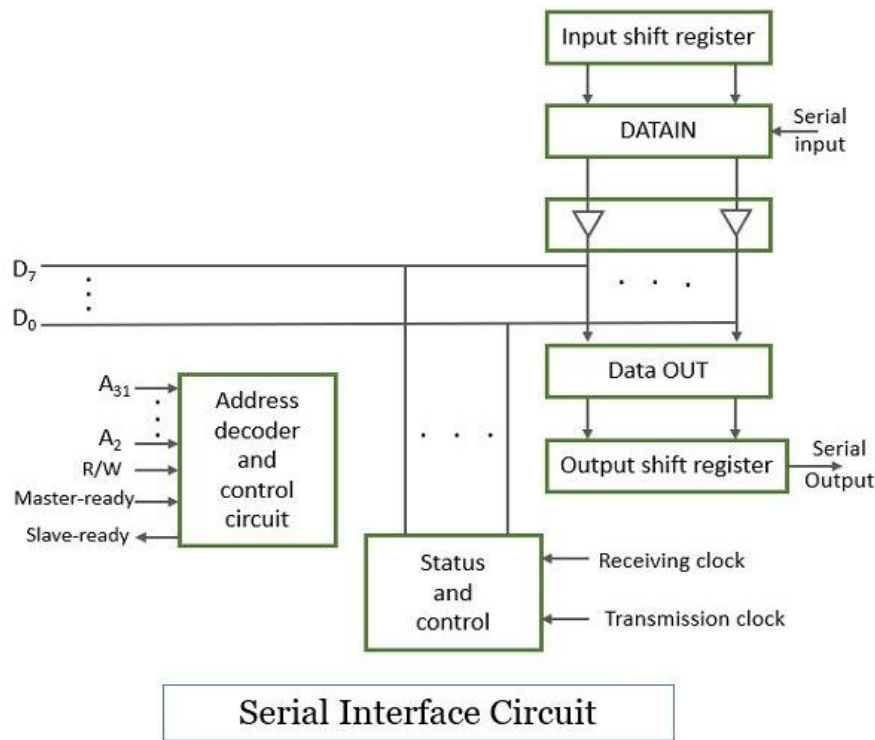 Input shift register
DATAIN
Serial
input
D₇
D₀
Data OUT
Output shift register
Serial
Output
A₃₁
A₂
R/W
Master-ready
Slave-ready
Address
decoder
and
control
circuit
Status
and
control
Receiving clock
Transmission clock
Serial Interface Circuit